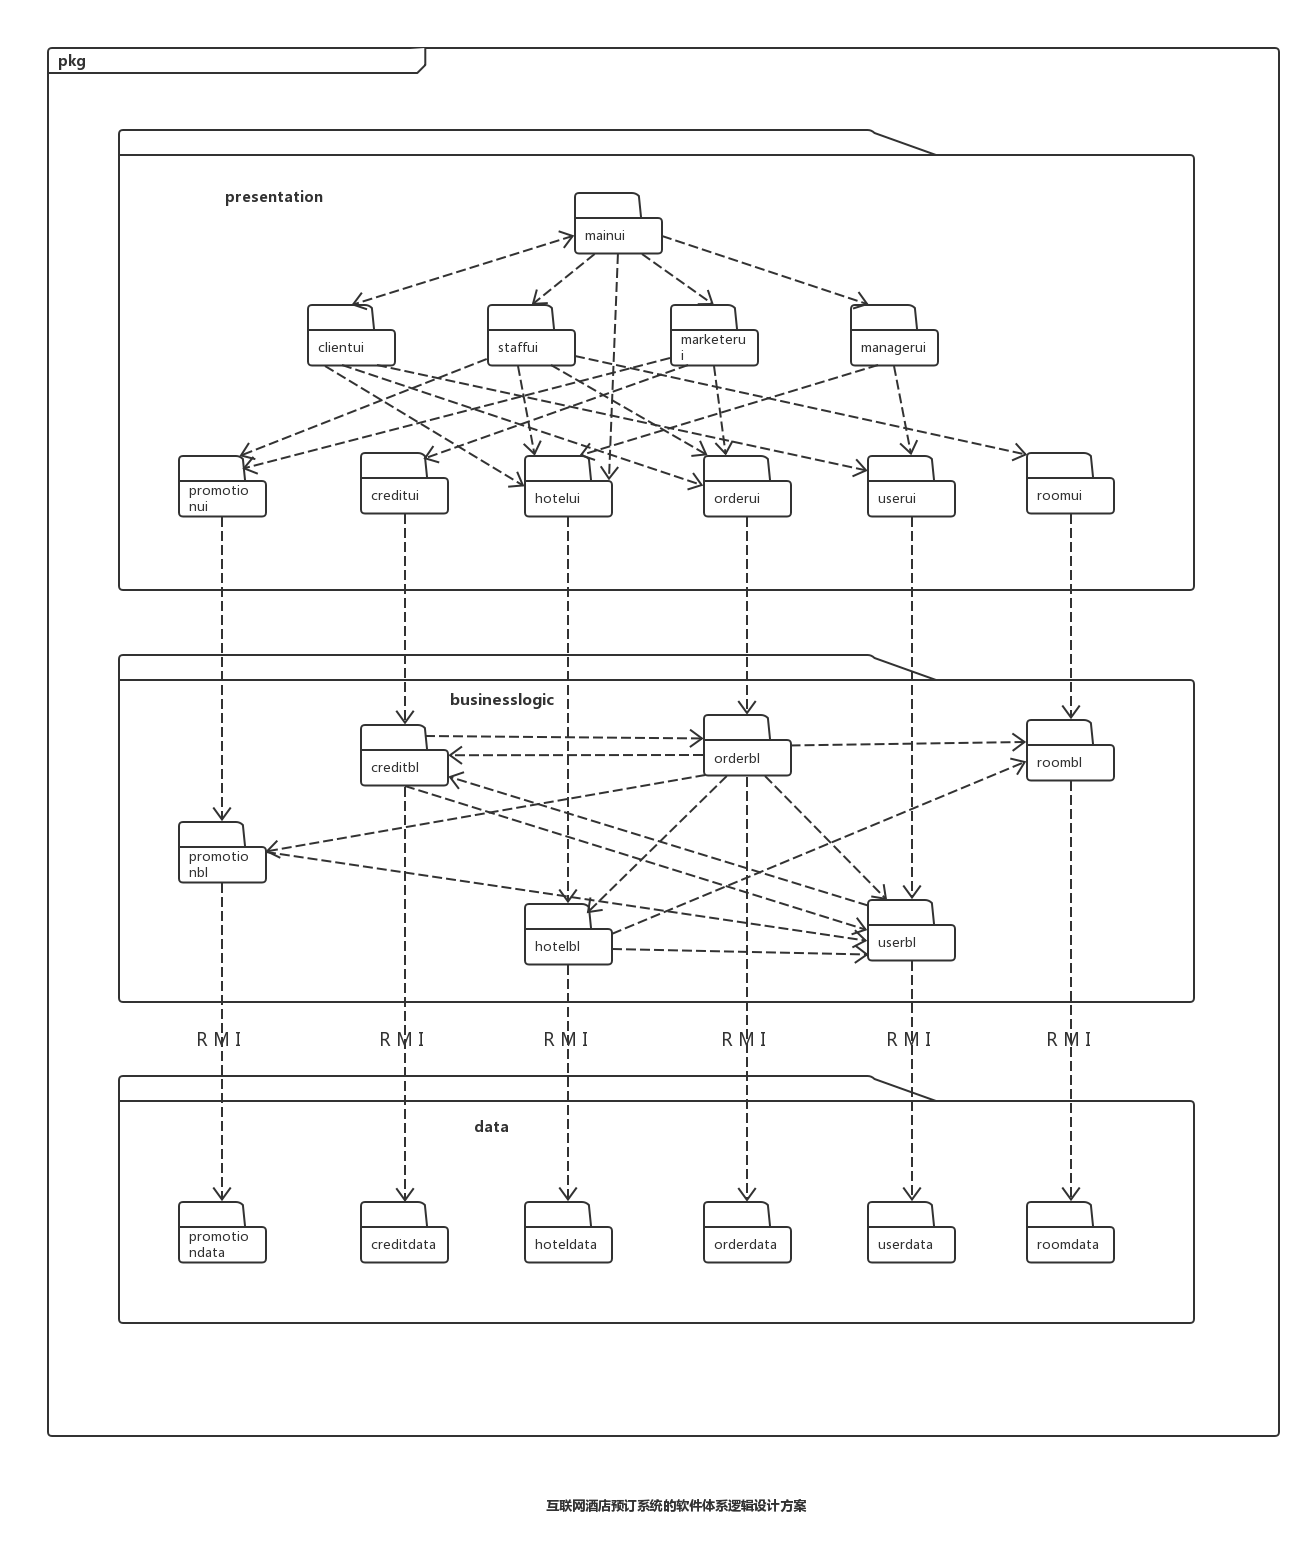 pkg
presentation
mainui
clientui
staffui
marketeru
i
managerui
promotio
nui
creditui
hotelui
orderui
userui
roomui
businesslogic
creditbl
orderbl
roombl
promotio
nbl
hotelbl
userbl
RMI
RMI
RMI
RMI
RMI
RMI
data
promotio
ndata
creditdata
hoteldata
orderdata
userdata
roomdata
互联网酒店预订系统的软件体系逻辑设计方案